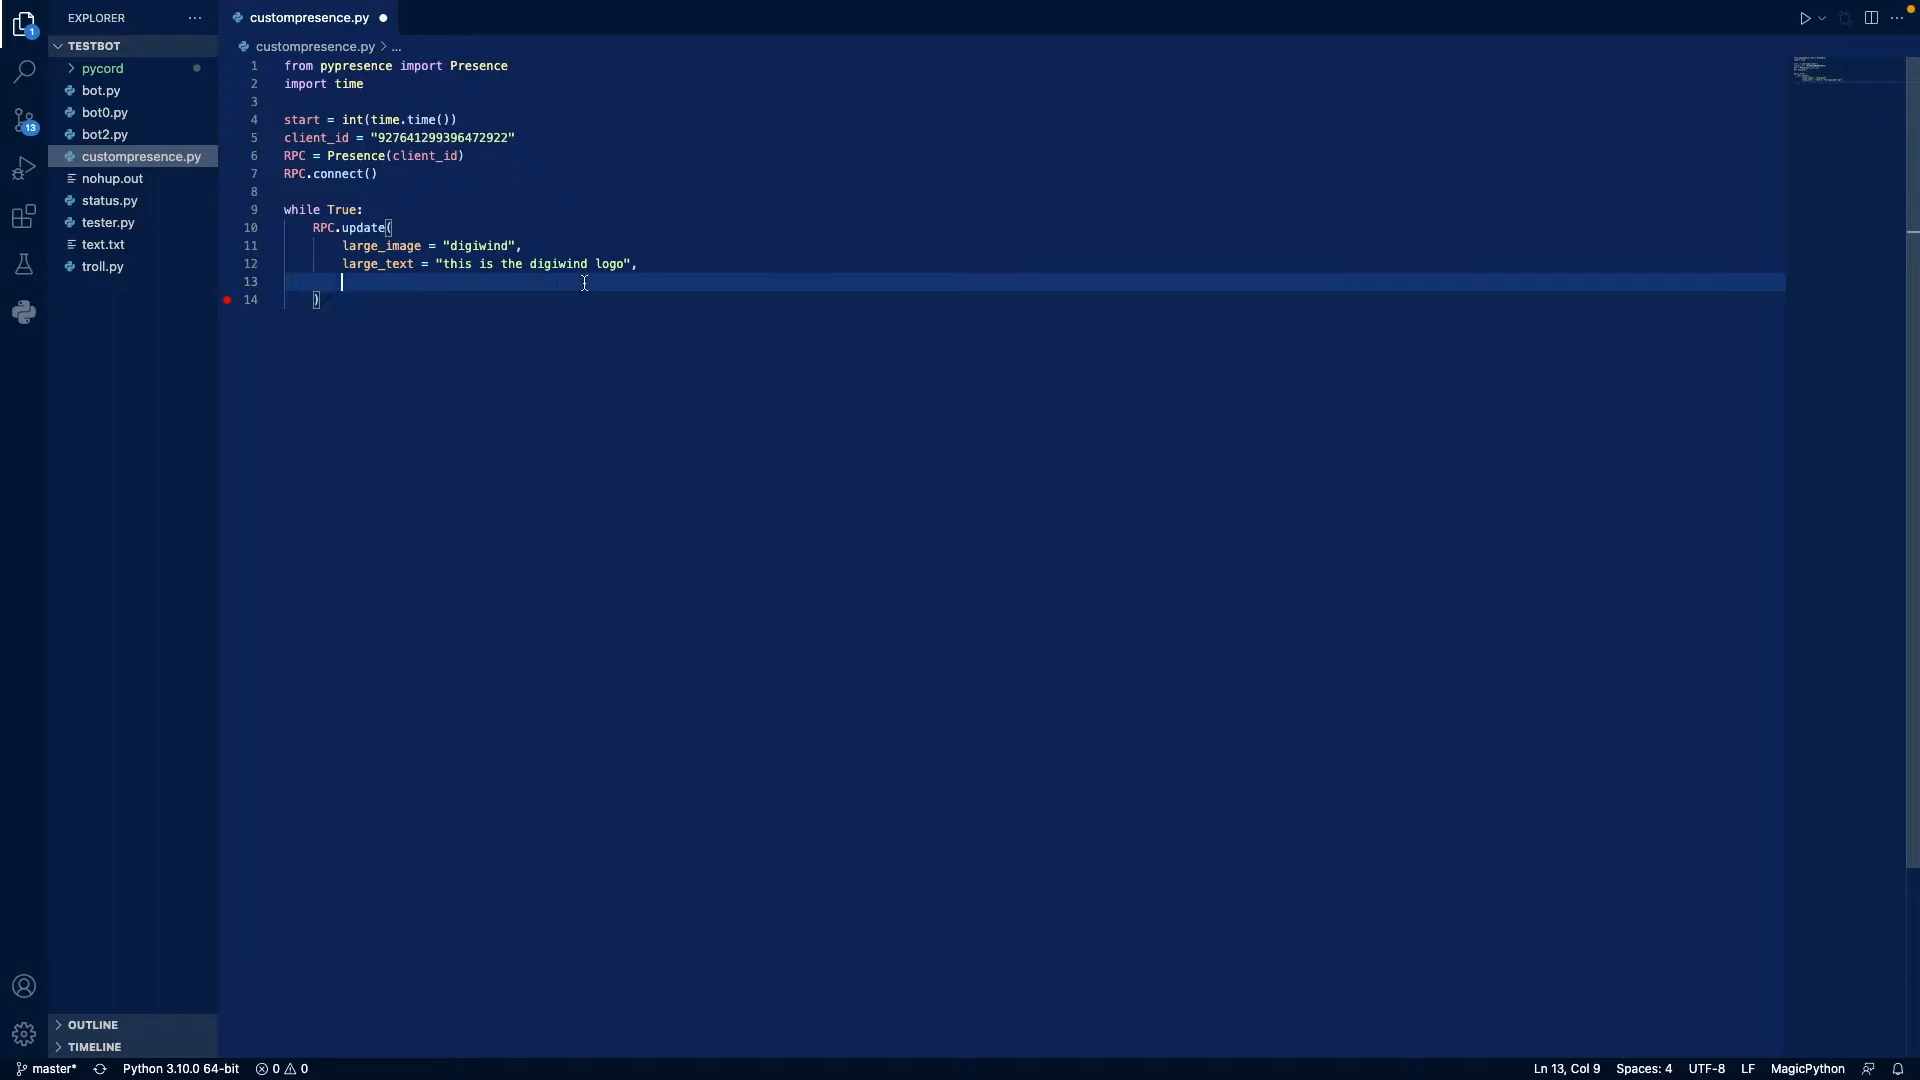 EXPLORER
TESTBOT
pycord
bot.py
bot0.py
bot2.py
custompresence.py
nohup.out
status.py
tester.py
text.txt
troll.py
OUTLINE
TIMELINE
1
13
custompresence.py
custompresence.py > ...
1 from pypresence import Presence
2 import time
3
4 start = int(time.time())
5 client_id = "927641299396472922"
6 RPC = Presence(client_id)
7 RPC.connect()
8
9 while True:
10 RPC.update(
11 large_image = "digiwind",
12 large_text = "this is the digiwind logo",
13
14 )
master* Python 3.10.0 64-bit 0 0 Ln 13, Col 9 Spaces: 4 UTF-8 LF MagicPython